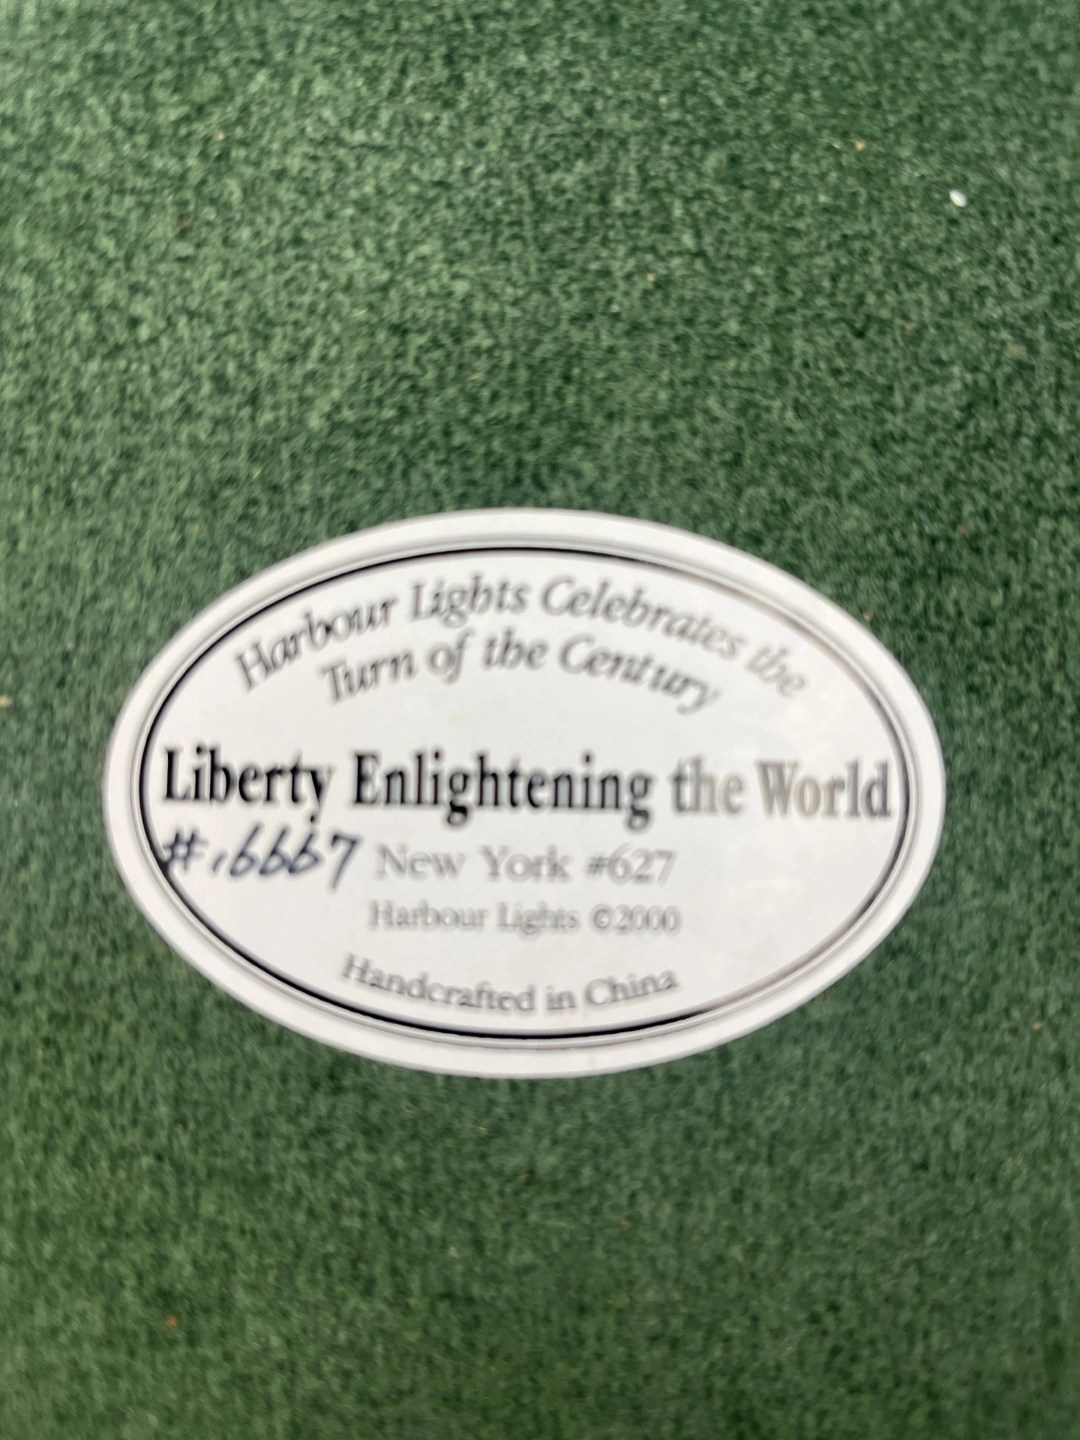 Harbour Lights Celebrates the
Turn of the Century
Liberty Enlightening the World
New York #627
Harbour Lights ©2000
Handcrafted in China